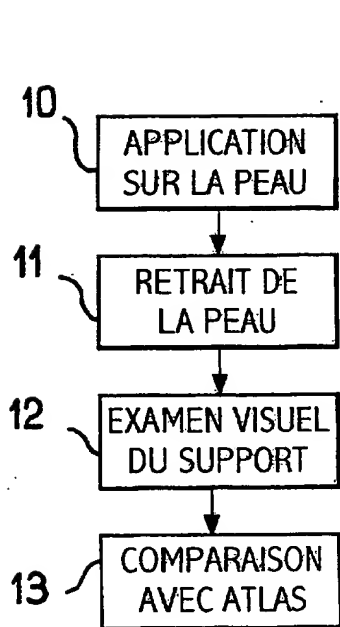 10
APPLICATION
SUR LA PEAU
11
RETRAIT DE
LA PEAU
12
EXAMEN VISUEL
DU SUPPORT
13
COMPARAISON
AVEC ATLAS